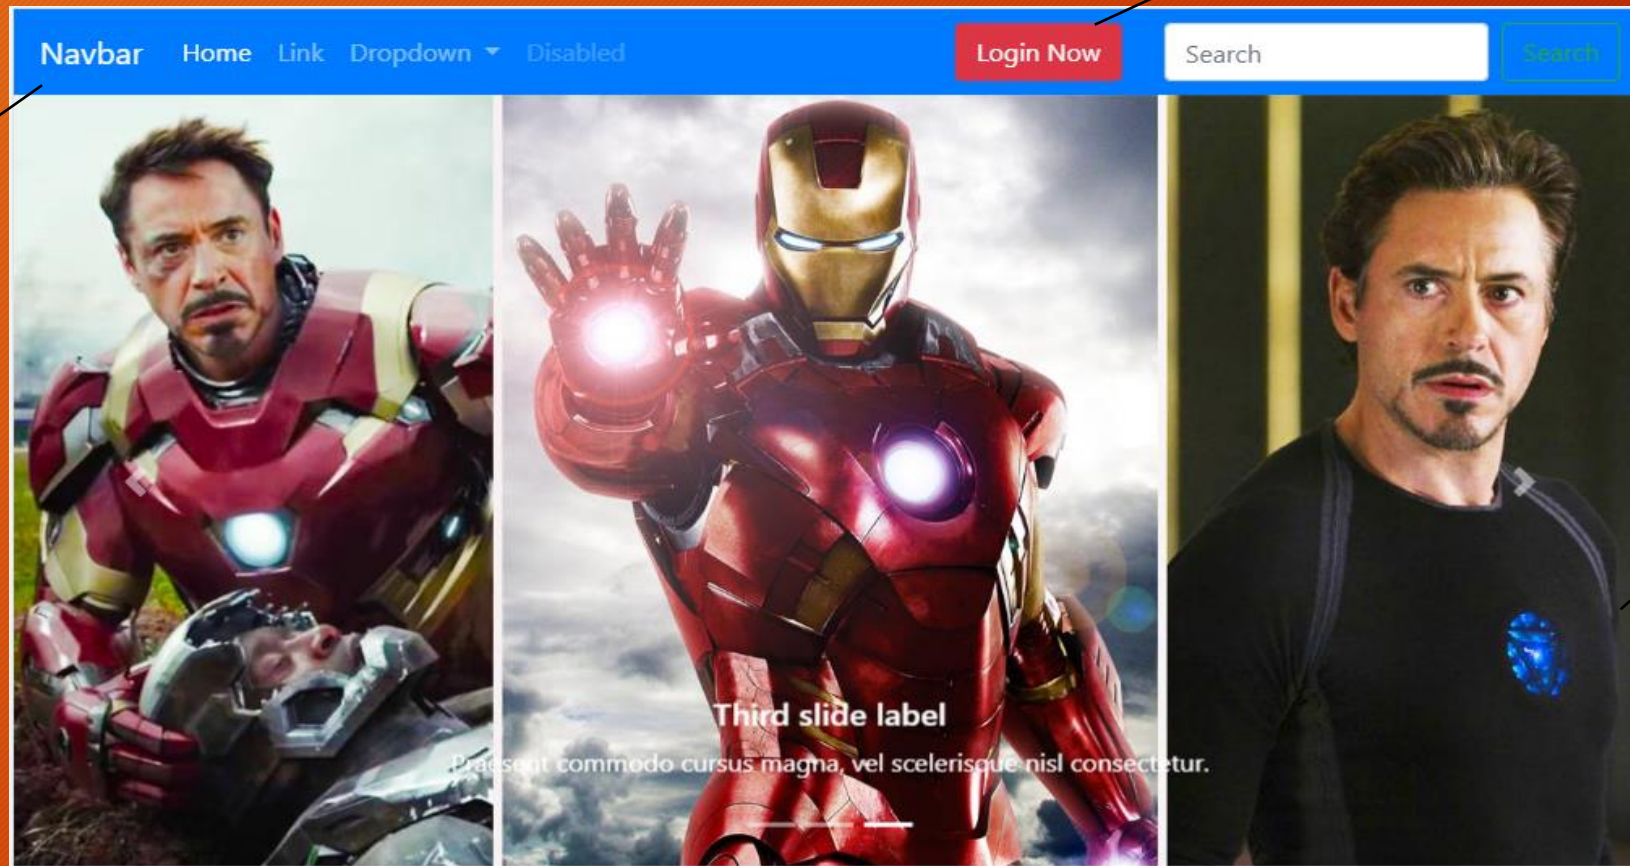 Navbar Home Link Dropdown Disabled Login Now Search Search
Third slide label
Praesent commodo cursus magna, vel scelerisque nisl consectetur.